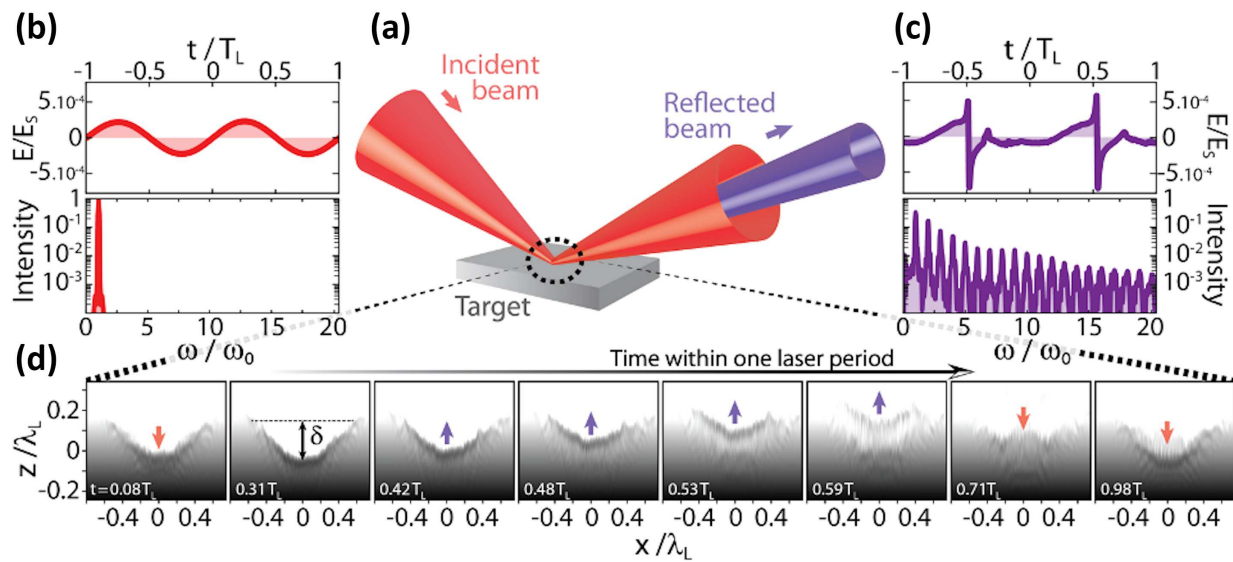 (b)
t/T_L
-1 -0.5 0 0.5 1
E/E_S
5.10⁻⁴
0
-5.10⁻⁴
Intensity
1
10⁻¹
10⁻²
10⁻³
0 5 10 15 20
ω/ω₀
(a)
Incident
beam
Reflected
beam
Target
(c)
t/T_L
-1 -0.5 0 0.5 1
5.10⁻⁴
0
-5.10⁻⁴
E/E_S
1
10⁻¹
10⁻²
10⁻³
Intensity
0 5 10 15 20
ω/ω₀
(d)
Time within one laser period
z/λ_L
0.2
0
-0.2
δ
t=0.08T_L 0.31T_L 0.42T_L 0.48T_L 0.53T_L 0.59T_L 0.71T_L 0.98T_L
-0.4 0 0.4 -0.4 0 0.4 -0.4 0 0.4 -0.4 0 0.4 -0.4 0 0.4 -0.4 0 0.4 -0.4 0 0.4 -0.4 0 0.4
x/λ_L